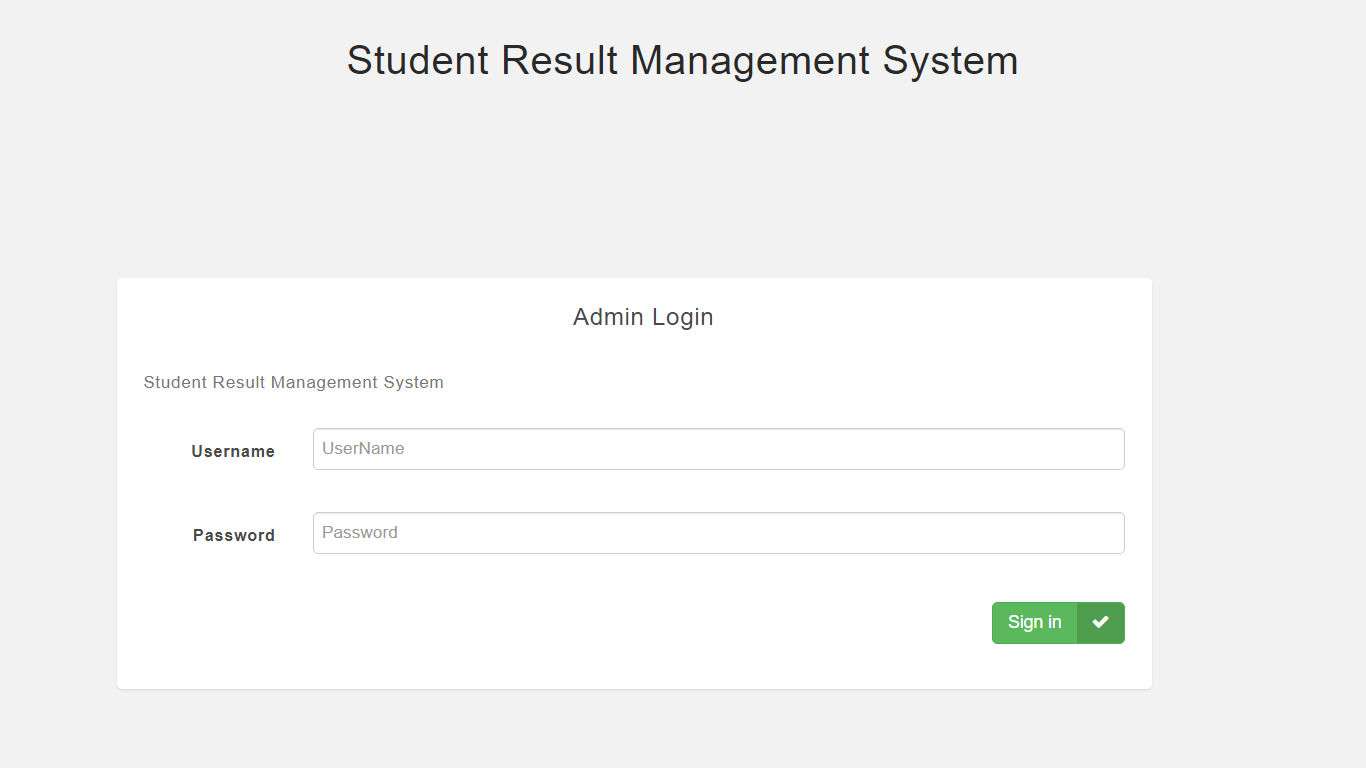 Student Result Management System
Admin Login
Student Result Management System
Username
UserName
Password
Password
Sign in